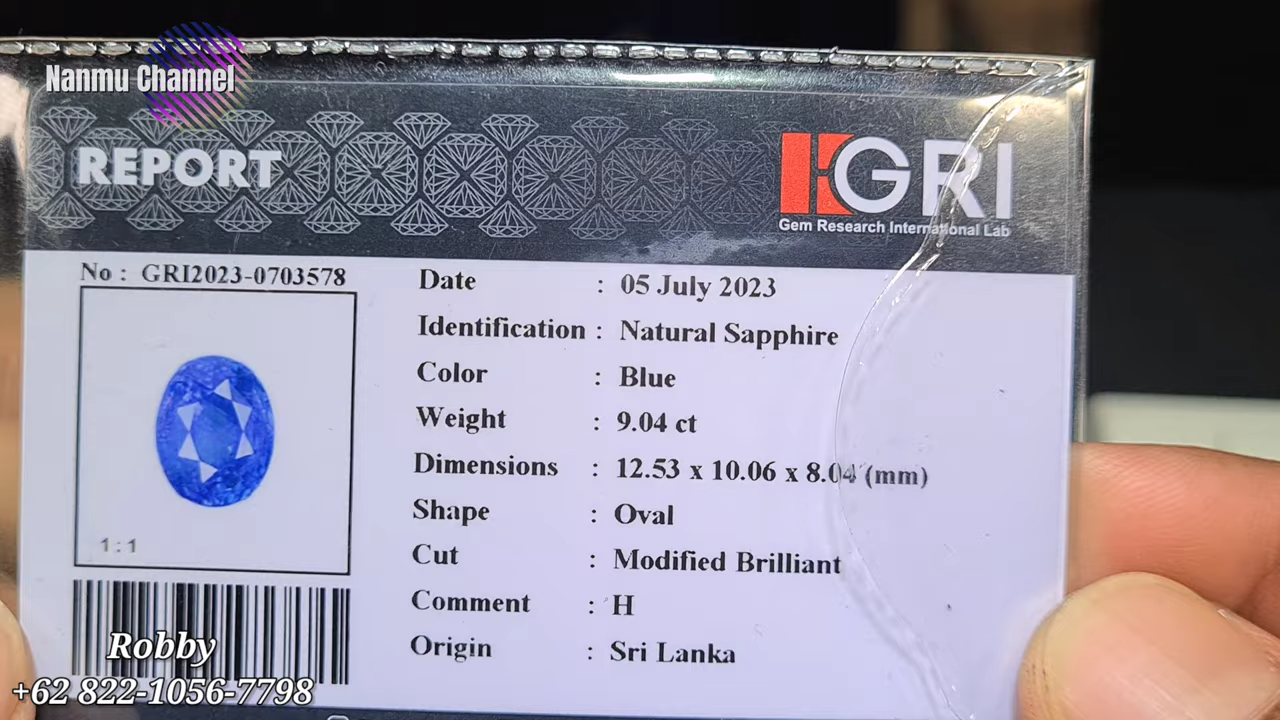 Nanmu Channel
REPORT
GRI
Gem Research International Lab
No : GRI2023-0703578
1:1
Date : 05 July 2023
Identification : Natural Sapphire
Color : Blue
Weight : 9.04 ct
Dimensions : 12.53 x 10.06 x 8.04 (mm)
Shape : Oval
Cut : Modified Brilliant
Comment : H
Origin : Sri Lanka
Robby
+62 822-1056-7798